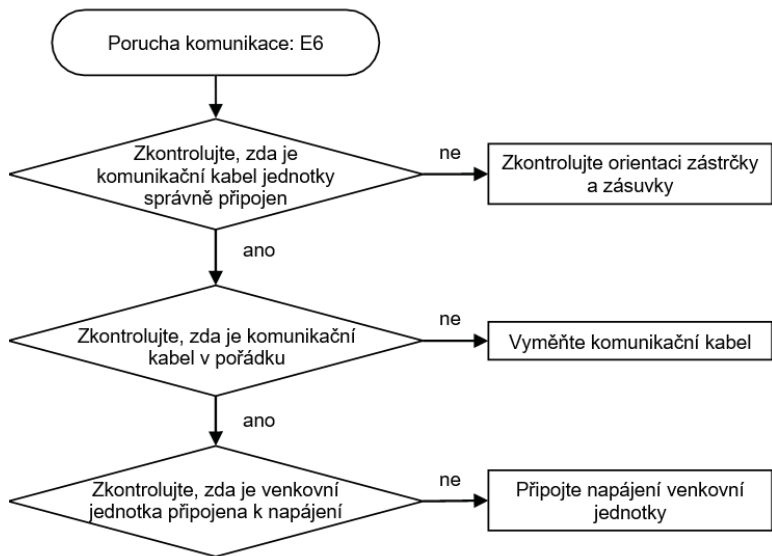 Porucha komunikace: E6
Zkontrolujte, zda je
komunikační kabel jednotky
správně připojen
ne
Zkontrolujte orientaci zástrčky
a zásuvky
ano
Zkontrolujte, zda je komunikační
kabel v pořádku
ne
Vyměňte komunikační kabel
ano
Zkontrolujte, zda je venkovní
jednotka připojena k napájení
ne
Připojte napájení venkovní
jednotky